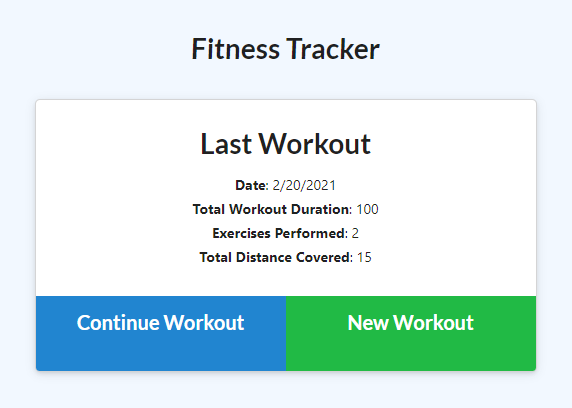 Fitness Tracker
Last Workout
Date: 2/20/2021
Total Workout Duration: 100
Exercises Performed: 2
Total Distance Covered: 15
Continue Workout
New Workout